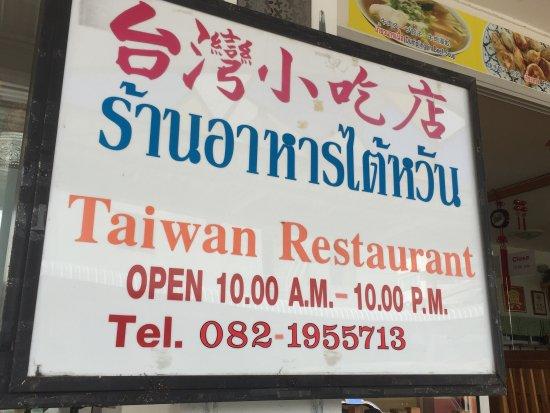 台灣小吃店
ร้านอาหารไต้หวัน
Taiwan Restaurant
OPEN 10.00 A.M. – 10.00 P.M.
Tel. 082-1955713
Close